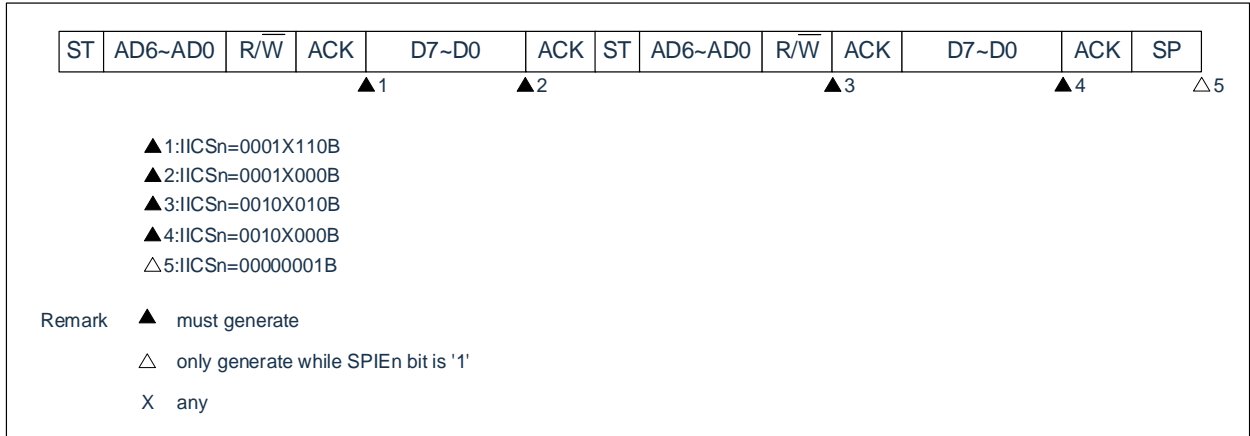 ST AD6~AD0 R/W̅ ACK D7~D0 ACK ST AD6~AD0 R/W̅ ACK D7~D0 ACK SP
▲1 ▲2 ▲3 ▲4 △5
▲1:IICSn=0001X110B
▲2:IICSn=0001X000B
▲3:IICSn=0010X010B
▲4:IICSn=0010X000B
△5:IICSn=00000001B
Remark ▲ must generate
△ only generate while SPIEn bit is '1'
X any